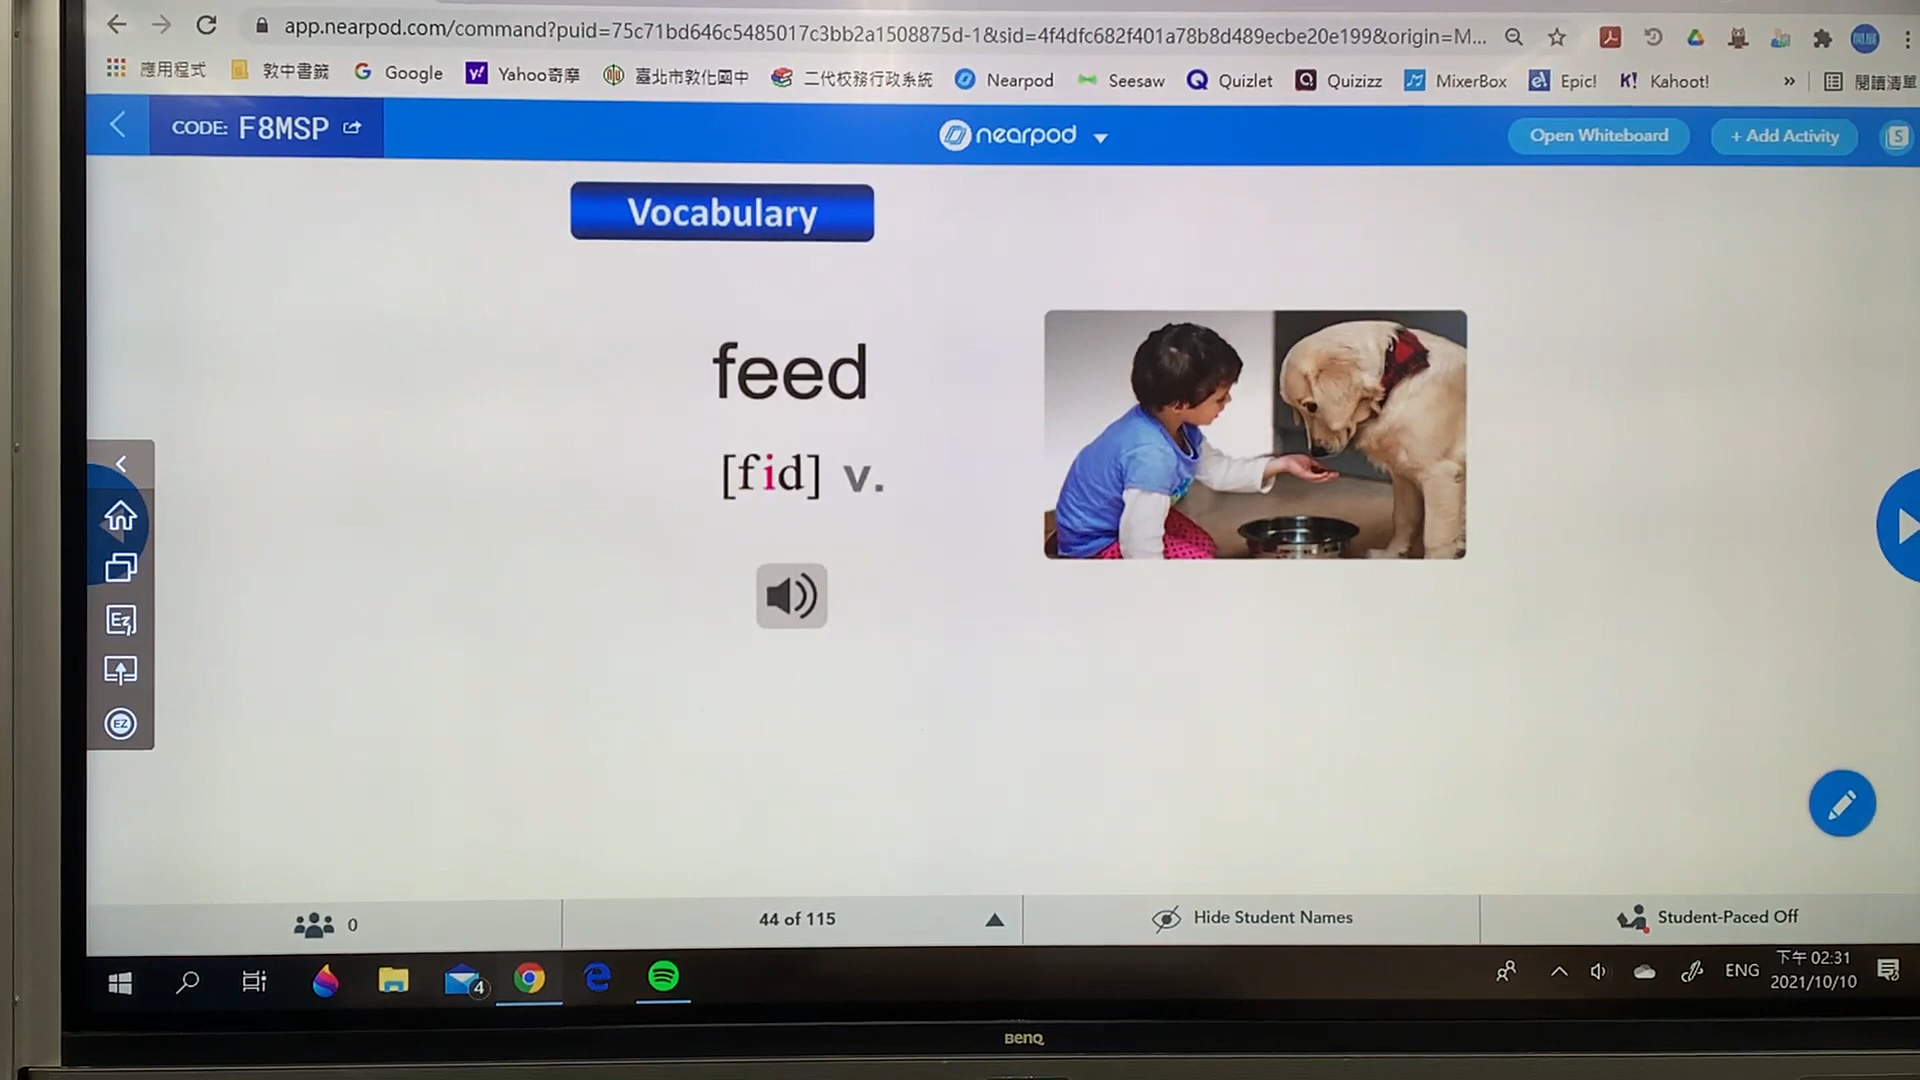 app.nearpod.com/command?puid=75c71bd646c5485017c3bb2a1508875d-1&sid=4f4dfc682f401a78b8d489ecbe20e199&origin=M...
應用程式 敦中書籤 Google Yahoo奇摩 臺北市敦化國中 二代校務行政系統 Nearpod Seesaw Quizlet Quizizz MixerBox Epic! Kahoot! » 閱讀清單
CODE: F8MSP nearpod Open Whiteboard + Add Activity S
Vocabulary
feed
[fid] v.
Ez
EZ
0 44 of 115 Hide Student Names Student-Paced Off
4 ENG 下午 02:31
2021/10/10
BenQ